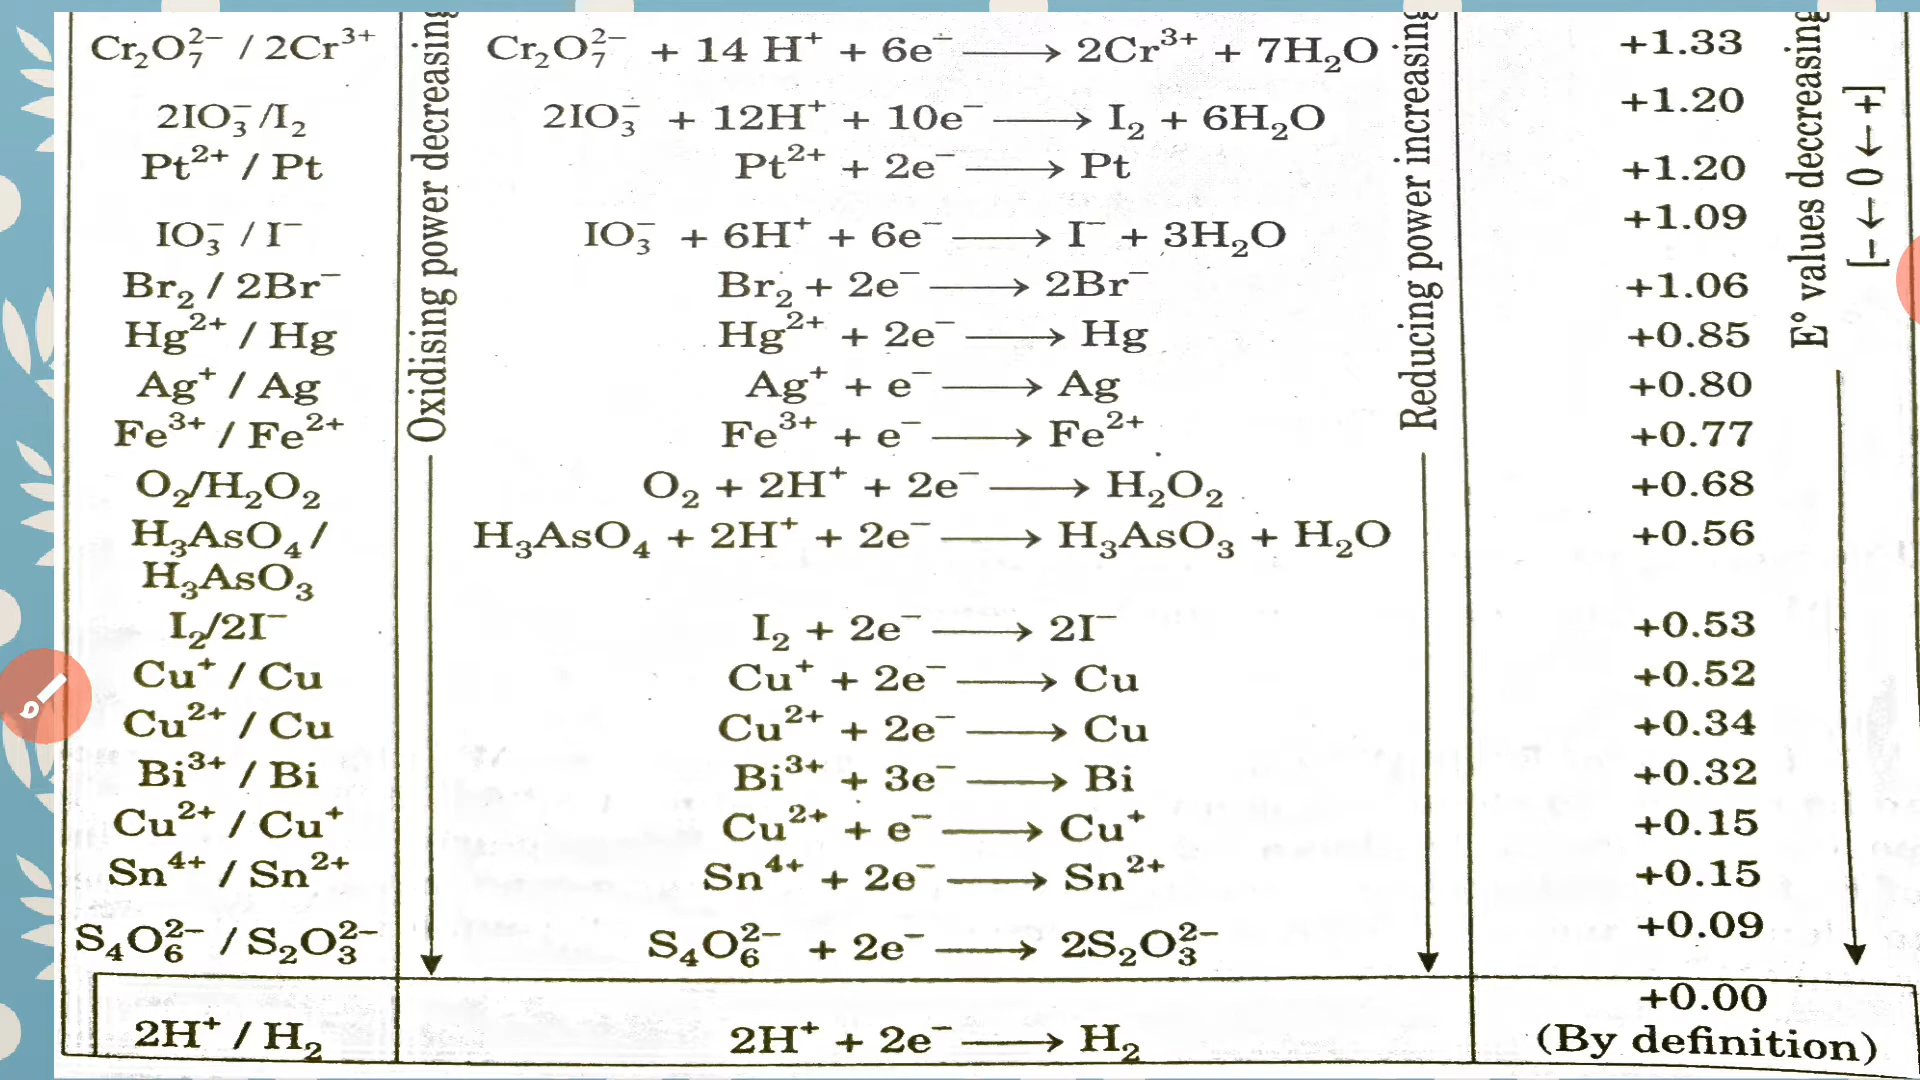 Cr₂O₇²⁻ / 2Cr³⁺ Cr₂O₇²⁻ + 14 H⁺ + 6e⁻ ⟶ 2Cr³⁺ + 7H₂O +1.33
2IO₃⁻/I₂ 2IO₃⁻ + 12H⁺ + 10e⁻ ⟶ I₂ + 6H₂O +1.20
Pt²⁺ / Pt Pt²⁺ + 2e⁻ ⟶ Pt +1.20
IO₃⁻ / I⁻ IO₃⁻ + 6H⁺ + 6e⁻ ⟶ I⁻ + 3H₂O +1.09
Br₂ / 2Br⁻ Br₂ + 2e⁻ ⟶ 2Br⁻ +1.06
Hg²⁺ / Hg Hg²⁺ + 2e⁻ ⟶ Hg +0.85
Ag⁺ / Ag Ag⁺ + e⁻ ⟶ Ag +0.80
Fe³⁺ / Fe²⁺ Fe³⁺ + e⁻ ⟶ Fe²⁺ +0.77
O₂/H₂O₂ O₂ + 2H⁺ + 2e⁻ ⟶ H₂O₂ +0.68
H₃AsO₄ / H₃AsO₄ + 2H⁺ + 2e⁻ ⟶ H₃AsO₃ + H₂O +0.56
H₃AsO₃
I₂/2I⁻ I₂ + 2e⁻ ⟶ 2I⁻ +0.53
Cu⁺ / Cu Cu⁺ + 2e⁻ ⟶ Cu +0.52
Cu²⁺ / Cu Cu²⁺ + 2e⁻ ⟶ Cu +0.34
Bi³⁺ / Bi Bi³⁺ + 3e⁻ ⟶ Bi +0.32
Cu²⁺ / Cu⁺ Cu²⁺ + e⁻ ⟶ Cu⁺ +0.15
Sn⁴⁺ / Sn²⁺ Sn⁴⁺ + 2e⁻ ⟶ Sn²⁺ +0.15
S₄O₆²⁻ / S₂O₃²⁻ S₄O₆²⁻ + 2e⁻ ⟶ 2S₂O₃²⁻ +0.09
2H⁺ / H₂ 2H⁺ + 2e⁻ ⟶ H₂ +0.00
(By definition)
Oxidising power decreasing
Reducing power increasing
E° values deccreasing
[− ← 0 ← +]